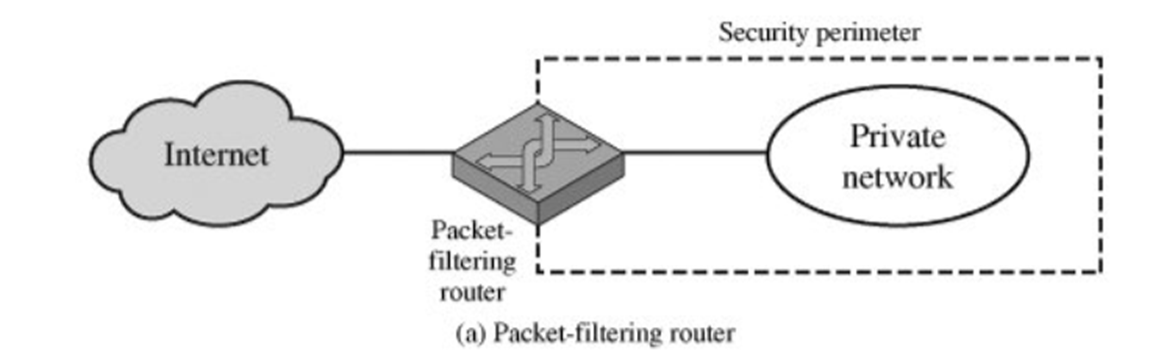 Security perimeter
Internet
Private
network
Packet-
filtering
router
(a) Packet-filtering router